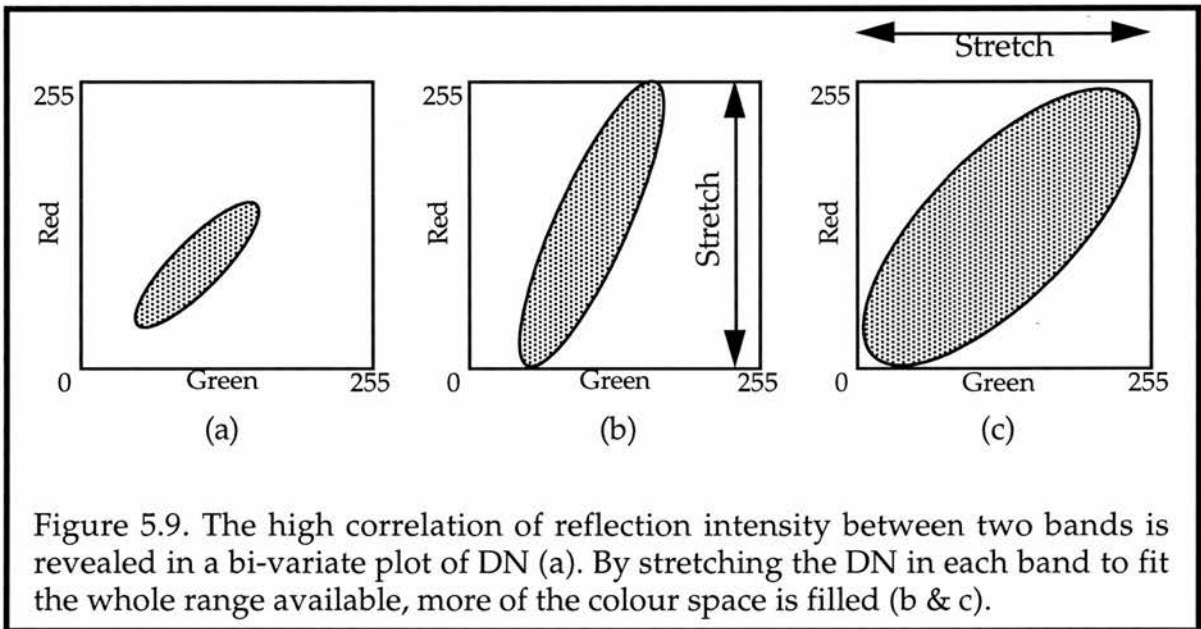 Stretch
255
Red
0
Green
255
(a)
255
Red
Stretch
0
Green
255
(b)
255
Red
0
Green
255
(c)
Figure 5.9. The high correlation of reflection intensity between two bands is
revealed in a bi-variate plot of DN (a). By stretching the DN in each band to fit
the whole range available, more of the colour space is filled (b & c).